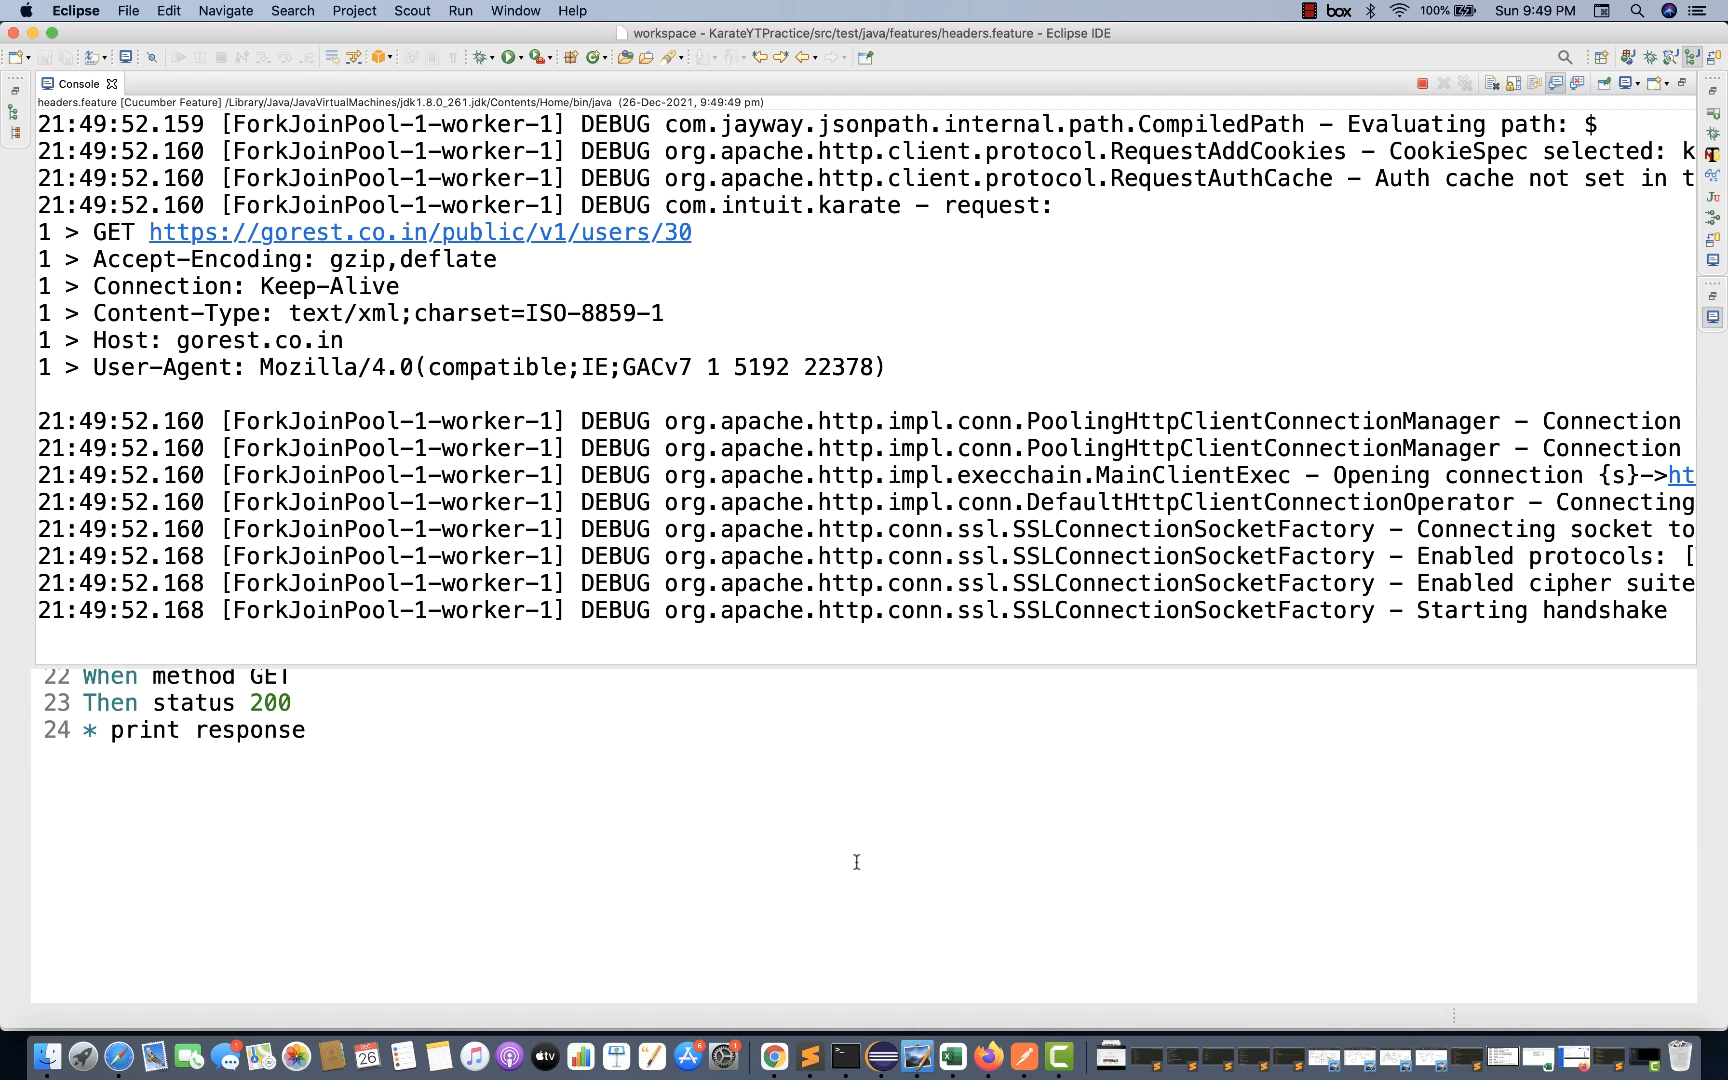 Eclipse File Edit Navigate Search Project Scout Run Window Help box 100% Sun 9:49 PM
workspace - KarateYTPractice/src/test/java/features/headers.feature - Eclipse IDE
Console
headers.feature [Cucumber Feature] /Library/Java/JavaVirtualMachines/jdk1.8.0_261.jdk/Contents/Home/bin/java (26-Dec-2021, 9:49:49 pm)
21:49:52.159 [ForkJoinPool-1-worker-1] DEBUG com.jayway.jsonpath.internal.path.CompiledPath - Evaluating path: $
21:49:52.160 [ForkJoinPool-1-worker-1] DEBUG org.apache.http.client.protocol.RequestAddCookies - CookieSpec selected: k
21:49:52.160 [ForkJoinPool-1-worker-1] DEBUG org.apache.http.client.protocol.RequestAuthCache - Auth cache not set in t
21:49:52.160 [ForkJoinPool-1-worker-1] DEBUG com.intuit.karate - request:
1 > GET https://gorest.co.in/public/v1/users/30
1 > Accept-Encoding: gzip,deflate
1 > Connection: Keep-Alive
1 > Content-Type: text/xml;charset=ISO-8859-1
1 > Host: gorest.co.in
1 > User-Agent: Mozilla/4.0(compatible;IE;GACv7 1 5192 22378)
21:49:52.160 [ForkJoinPool-1-worker-1] DEBUG org.apache.http.impl.conn.PoolingHttpClientConnectionManager - Connection
21:49:52.160 [ForkJoinPool-1-worker-1] DEBUG org.apache.http.impl.conn.PoolingHttpClientConnectionManager - Connection
21:49:52.160 [ForkJoinPool-1-worker-1] DEBUG org.apache.http.impl.execchain.MainClientExec - Opening connection {s}->ht
21:49:52.160 [ForkJoinPool-1-worker-1] DEBUG org.apache.http.impl.conn.DefaultHttpClientConnectionOperator - Connecting
21:49:52.160 [ForkJoinPool-1-worker-1] DEBUG org.apache.http.conn.ssl.SSLConnectionSocketFactory - Connecting socket to
21:49:52.168 [ForkJoinPool-1-worker-1] DEBUG org.apache.http.conn.ssl.SSLConnectionSocketFactory - Enabled protocols: [
21:49:52.168 [ForkJoinPool-1-worker-1] DEBUG org.apache.http.conn.ssl.SSLConnectionSocketFactory - Enabled cipher suite
21:49:52.168 [ForkJoinPool-1-worker-1] DEBUG org.apache.http.conn.ssl.SSLConnectionSocketFactory - Starting handshake
22 When method GET
23 Then status 200
24 * print response